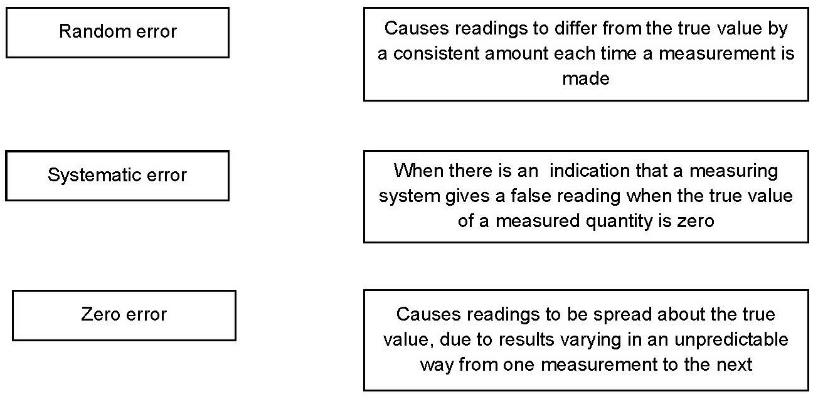 Random error
Causes readings to differ from the true value by
a consistent amount each time a measurement is
made
Systematic error
When there is an indication that a measuring
system gives a false reading when the true value
of a measured quantity is zero
Zero error
Causes readings to be spread about the true
value, due to results varying in an unpredictable
way from one measurement to the next